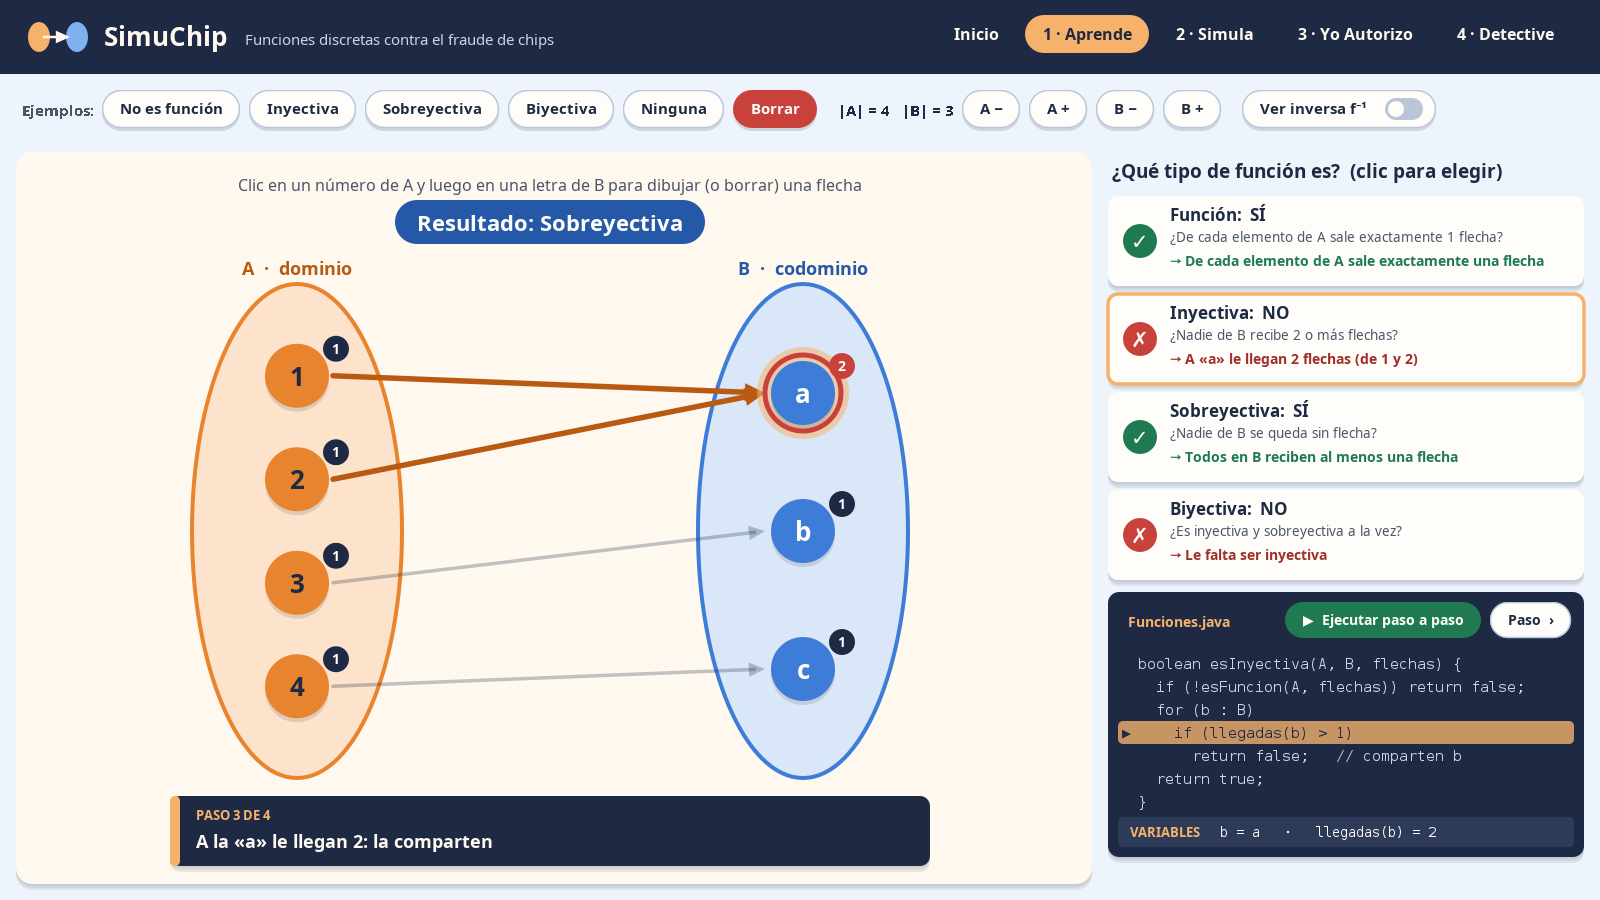 SimuChip
Funciones discretas contra el fraude de chips
Inicio
1 · Aprende
2 · Simula
3 · Yo Autorizo
4 · Detective
Ejemplos:
No es función
Inyectiva
Sobreyectiva
Biyectiva
Ninguna
Borrar
|A| = 4 |B| = 3
A −
A +
B −
B +
Ver inversa f⁻¹
Clic en un número de A y luego en una letra de B para dibujar (o borrar) una flecha
Resultado: Sobreyectiva
A · dominio
B · codominio
1
1
2
1
3
1
4
1
a
2
b
1
c
1
PASO 3 DE 4
A la «a» le llegan 2: la comparten
¿Qué tipo de función es? (clic para elegir)
✓
Función: SÍ
¿De cada elemento de A sale exactamente 1 flecha?
→ De cada elemento de A sale exactamente una flecha
✗
Inyectiva: NO
¿Nadie de B recibe 2 o más flechas?
→ A «a» le llegan 2 flechas (de 1 y 2)
✓
Sobreyectiva: SÍ
¿Nadie de B se queda sin flecha?
→ Todos en B reciben al menos una flecha
✗
Biyectiva: NO
¿Es inyectiva y sobreyectiva a la vez?
→ Le falta ser inyectiva
Funciones.java
▶ Ejecutar paso a paso
Paso ›
boolean esInyectiva(A, B, flechas) {
if (!esFuncion(A, flechas)) return false;
for (b : B)
▶ if (llegadas(b) > 1)
return false; // comparten b
return true;
}
VARIABLES b = a · llegadas(b) = 2